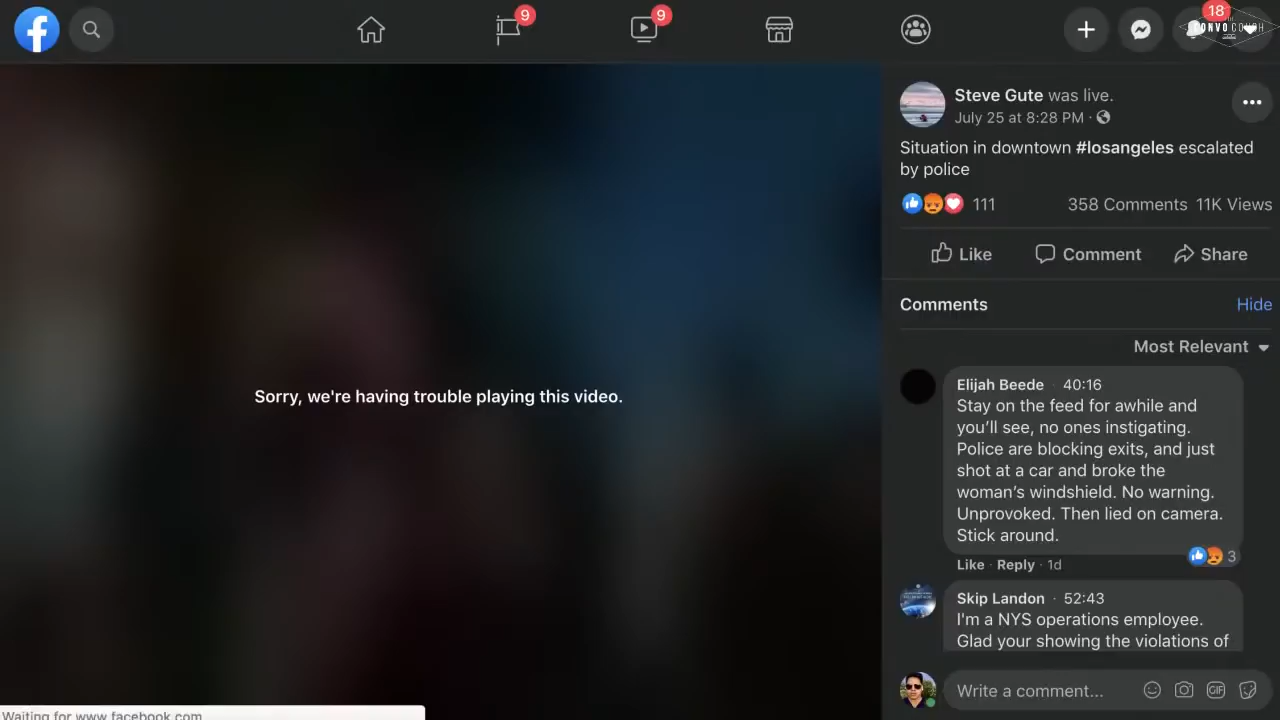 9
9
18
CONVO COUCH
Steve Gute was live.
July 25 at 8:28 PM ·
Situation in downtown #losangeles escalated
by police
111 358 Comments 11K Views
Like Comment Share
Comments Hide
Most Relevant
Sorry, we're having trouble playing this video.
Elijah Beede · 40:16
Stay on the feed for awhile and
you’ll see, no ones instigating.
Police are blocking exits, and just
shot at a car and broke the
woman’s windshield. No warning.
Unprovoked. Then lied on camera.
Stick around.
3
Like · Reply · 1d
Skip Landon · 52:43
I'm a NYS operations employee.
Glad your showing the violations of
Write a comment...
GIF
Waiting for www.facebook.com